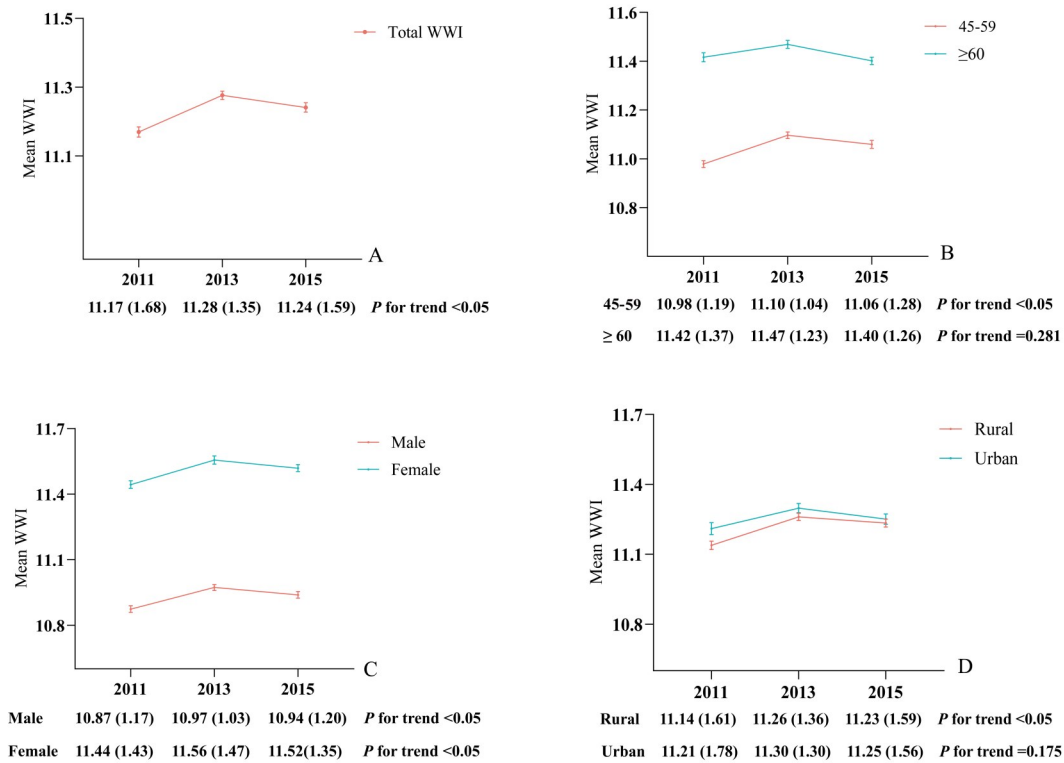 11.5
11.3
11.1
Mean WWI
Total WWI
A
2011 2013 2015
11.17 (1.68) 11.28 (1.35) 11.24 (1.59) P for trend <0.05
11.6
11.4
11.2
11.0
10.8
Mean WWI
45-59
≥60
B
2011 2013 2015
45-59 10.98 (1.19) 11.10 (1.04) 11.06 (1.28) P for trend <0.05
≥ 60 11.42 (1.37) 11.47 (1.23) 11.40 (1.26) P for trend =0.281
11.7
11.4
11.1
10.8
Mean WWI
Male
Female
C
2011 2013 2015
Male 10.87 (1.17) 10.97 (1.03) 10.94 (1.20) P for trend <0.05
Female 11.44 (1.43) 11.56 (1.47) 11.52(1.35) P for trend <0.05
11.7
11.4
11.1
10.8
Mean WWI
Rural
Urban
D
2011 2013 2015
Rural 11.14 (1.61) 11.26 (1.36) 11.23 (1.59) P for trend <0.05
Urban 11.21 (1.78) 11.30 (1.30) 11.25 (1.56) P for trend =0.175